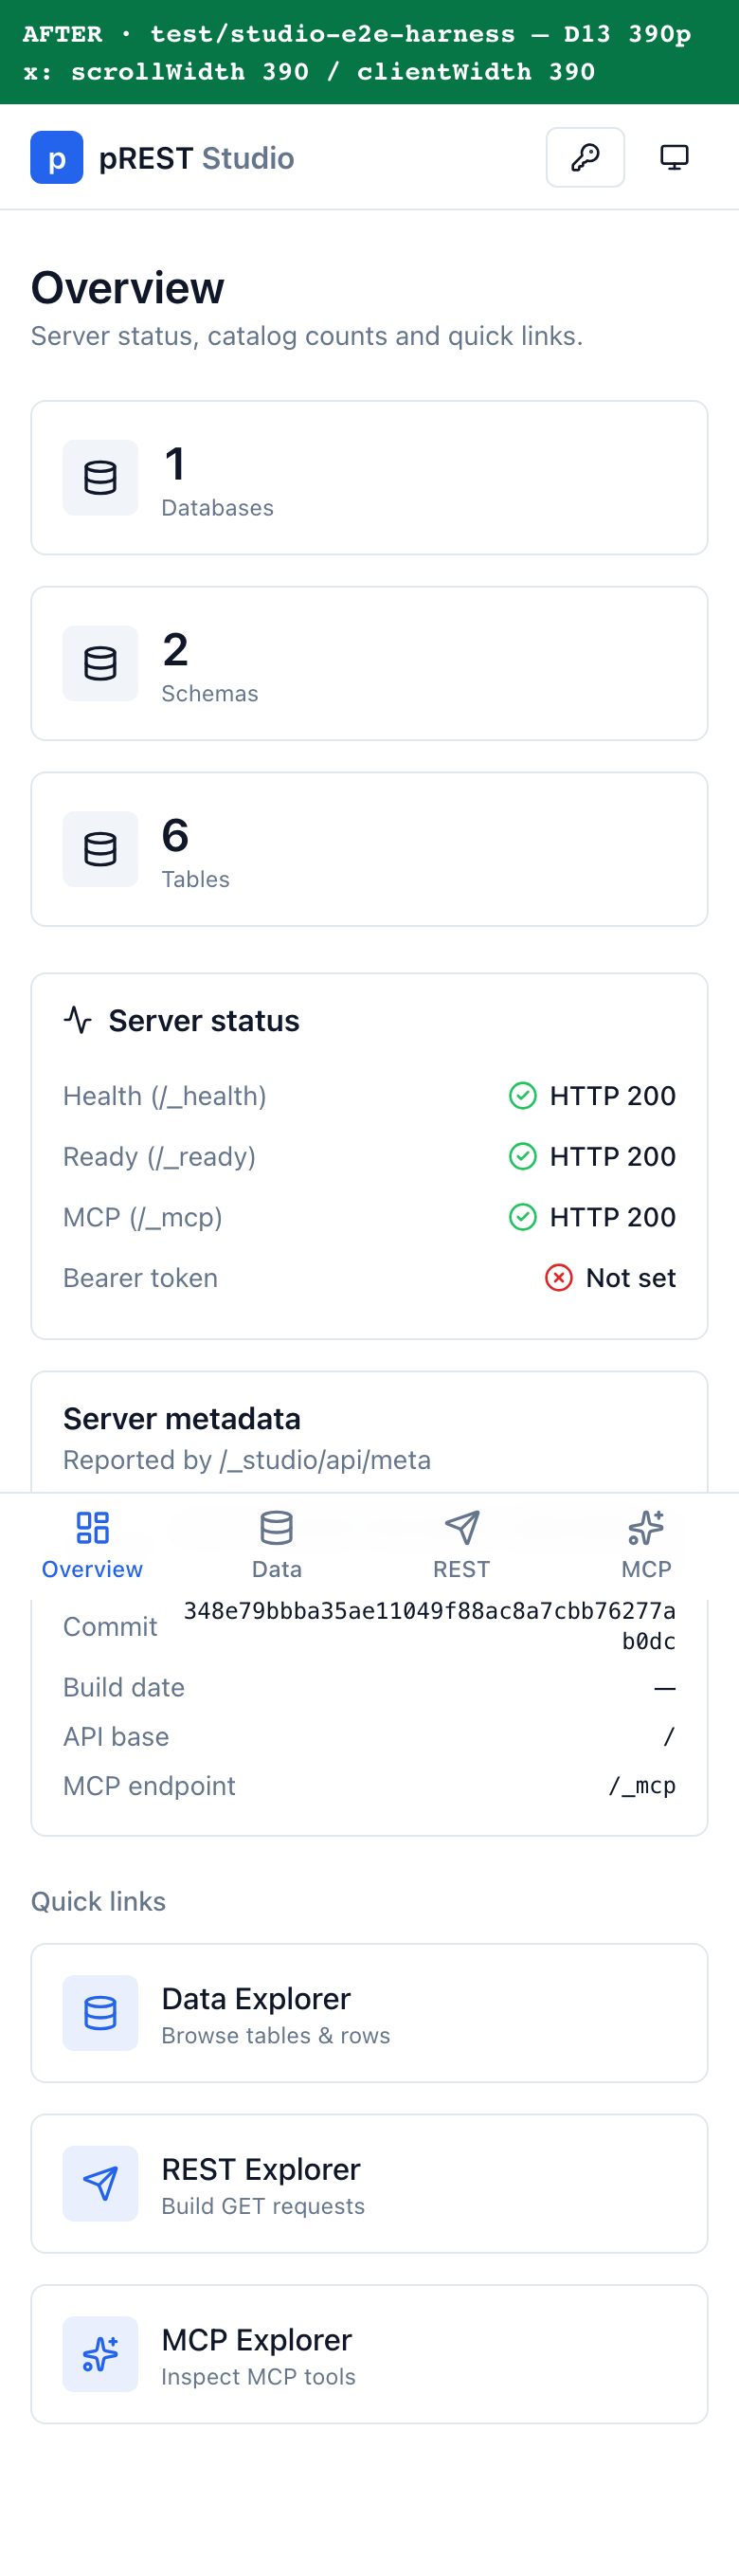 AFTER · test/studio-e2e-harness — D13 390p
x: scrollWidth 390 / clientWidth 390
p pREST Studio
Overview
Server status, catalog counts and quick links.
1
Databases
2
Schemas
6
Tables
Server status
Health (/_health) HTTP 200
Ready (/_ready) HTTP 200
MCP (/_mcp) HTTP 200
Bearer token Not set
Server metadata
Reported by /_studio/api/meta
Overview Data REST MCP
Commit 348e79bbba35ae11049f88ac8a7cbb76277a
b0dc
Build date —
API base /
MCP endpoint /_mcp
Quick links
Data Explorer
Browse tables & rows
REST Explorer
Build GET requests
MCP Explorer
Inspect MCP tools